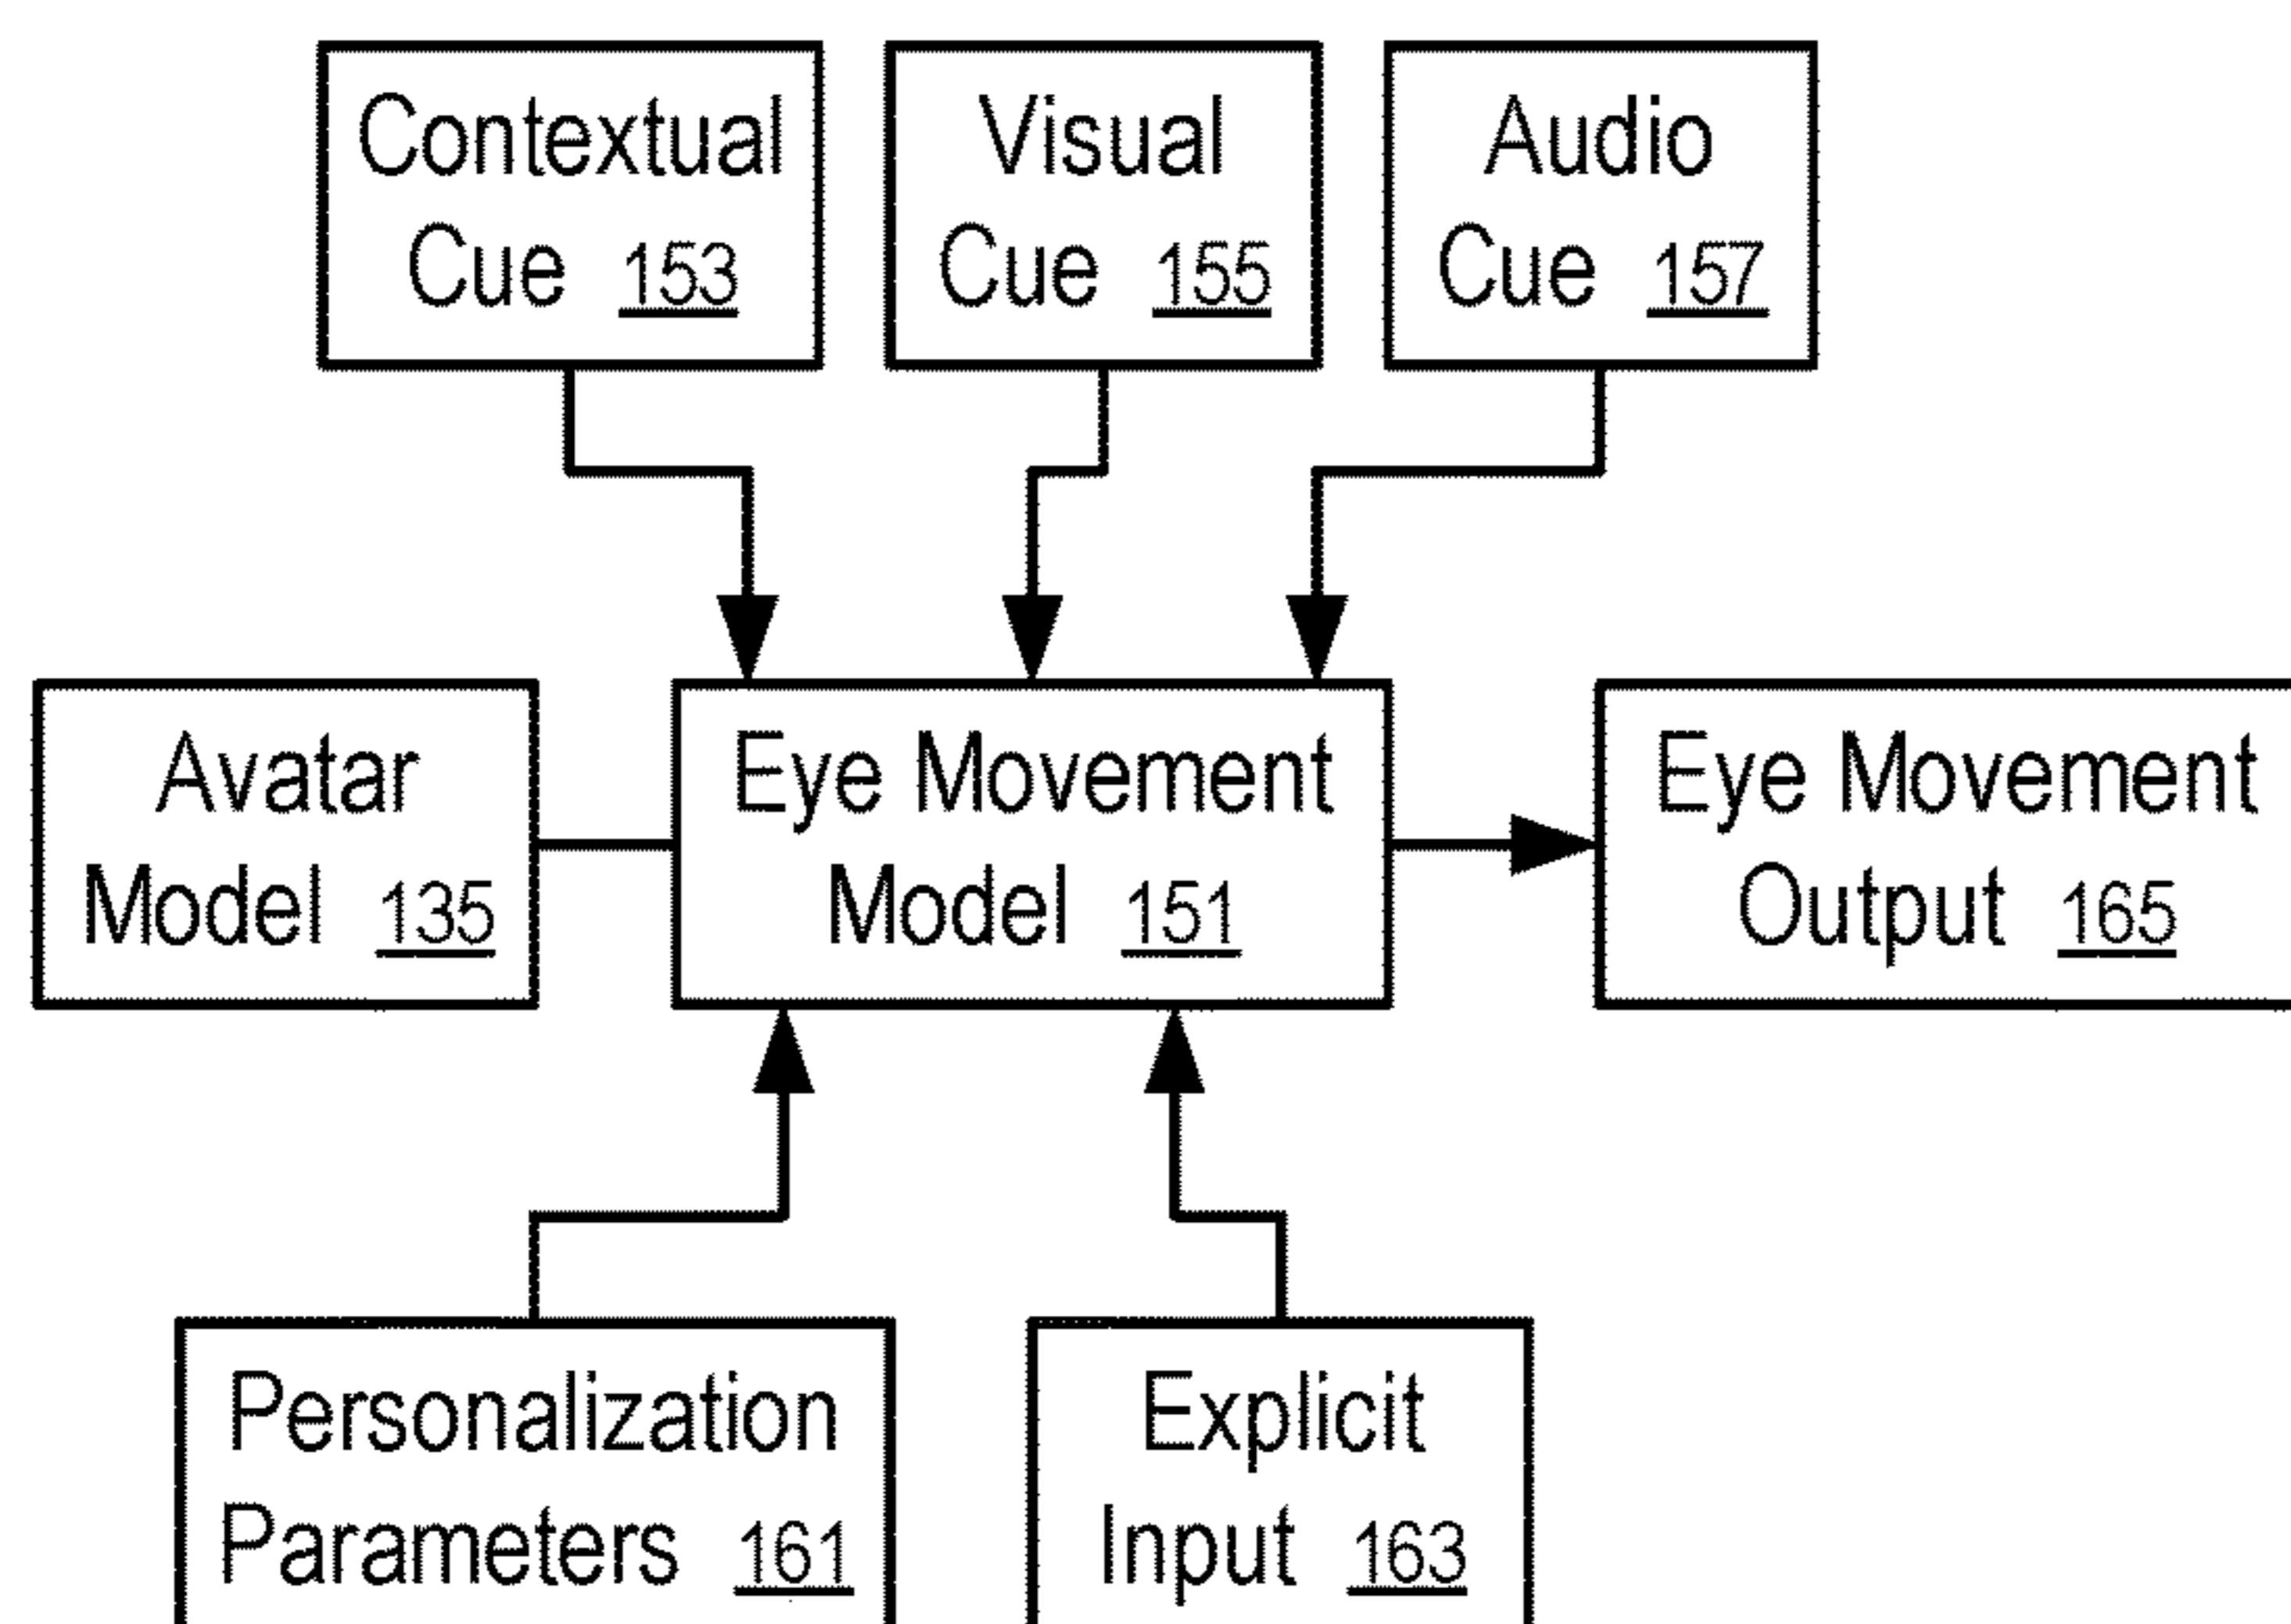 Contextual
Cue 153
Visual
Cue 155
Audio
Cue 157
Avatar
Model 135
Eye Movement
Model 151
Eye Movement
Output 165
Personalization
Parameters 161
Explicit
Input 163